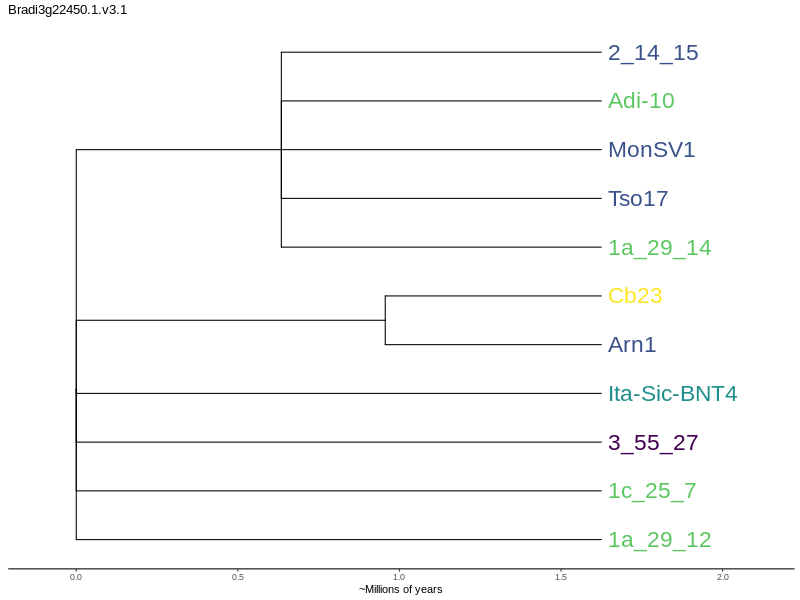 Bradi3g22450.1.v3.1
2_14_15
Adi-10
MonSV1
Tso17
1a_29_14
Cb23
Arn1
Ita-Sic-BNT4
3_55_27
1c_25_7
1a_29_12
0.0 0.5 1.0 1.5 2.0
~Millions of years